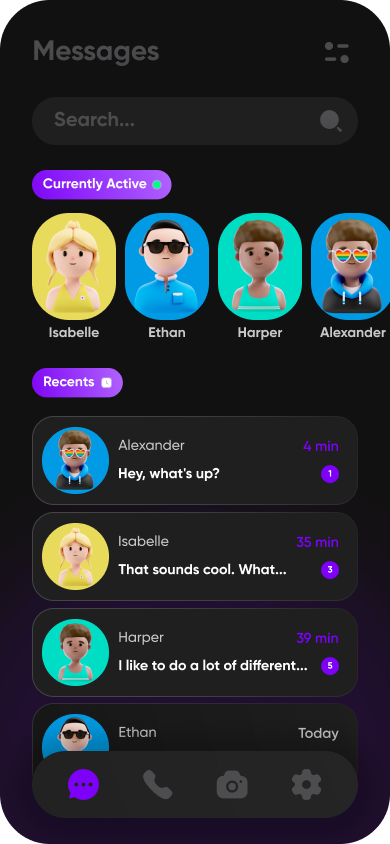 Messages
Search...
Currently Active
Isabelle
Ethan
Harper
Alexander
Recents
Alexander
4 min
Hey, what's up?
1
Isabelle
35 min
That sounds cool. What...
3
Harper
39 min
I like to do a lot of different...
5
Ethan
Today